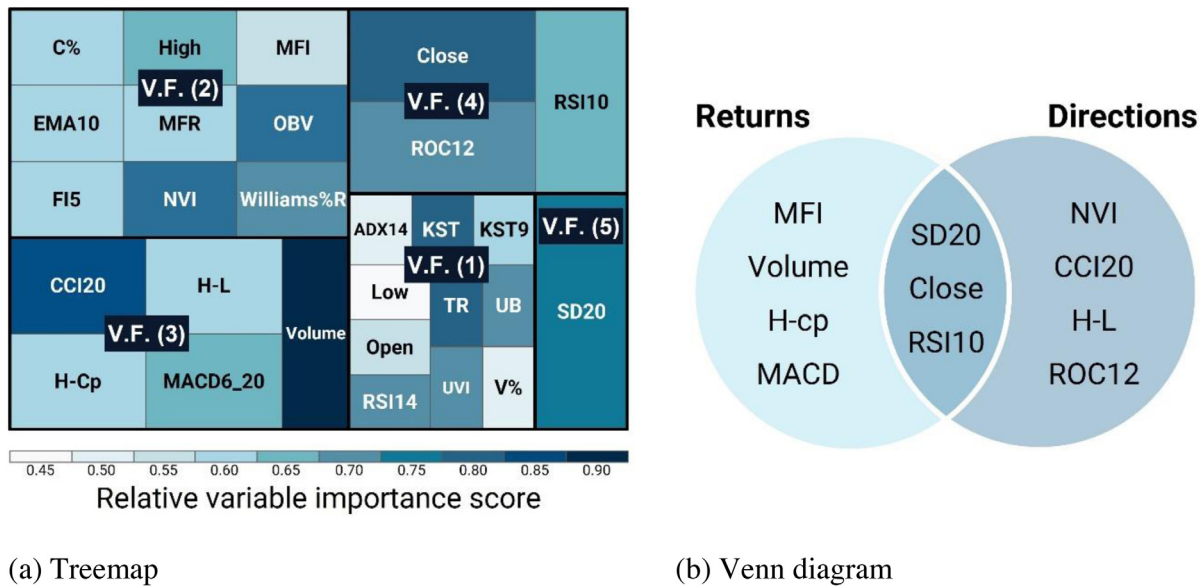 C%
High
MFI
V.F. (2)
EMA10
MFR
OBV
FI5
NVI
Williams%R
Close
V.F. (4)
ROC12
RSI10
CCI20
H-L
Volume
V.F. (3)
H-Cp
MACD6_20
ADX14
KST
KST9
V.F. (1)
Low
TR
UB
Open
RSI14
UVI
V%
V.F. (5)
SD20
0.45 0.50 0.55 0.60 0.65 0.70 0.75 0.80 0.85 0.90
Relative variable importance score
(a) Treemap
Returns
Directions
MFI
Volume
H-cp
MACD
SD20
Close
RSI10
NVI
CCI20
H-L
ROC12
(b) Venn diagram